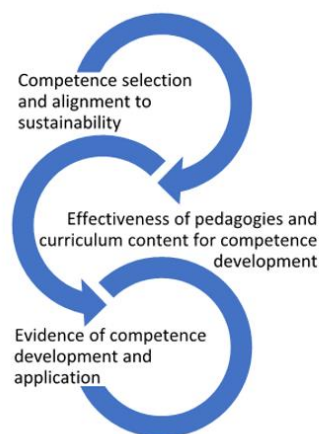 Competence selection
and alignment to
sustainability
Effectiveness of pedagogies and
curriculum content for competence
development
Evidence of competence
development and
application